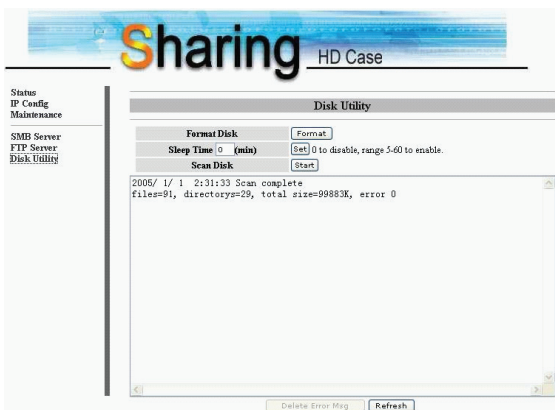 Sharing HD Case
Status
IP Config
Maintenance
SMB Server
FTP Server
Disk Utility
Disk Utility
Format Disk Format
Sleep Time 0 (min) Set 0 to disable, range 5-60 to enable.
Scan Disk Start
2005/ 1/ 1 2:31:33 Scan complete
files=91, directorys=29, total size=99883K, error 0
Delete Error Msg Refresh